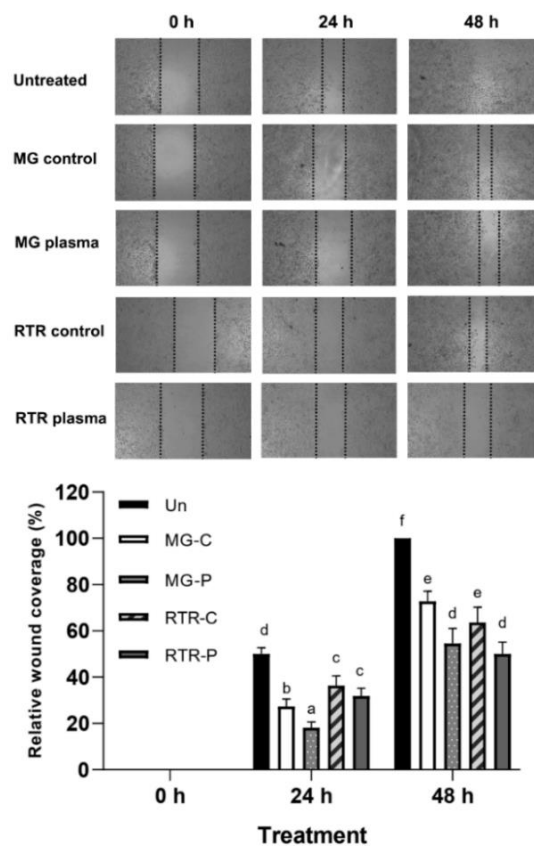 0 h 24 h 48 h
Untreated
MG control
MG plasma
RTR control
RTR plasma
Relative wound coverage (%)
120
100
80
60
40
20
0
Un
MG-C
MG-P
RTR-C
RTR-P
d b a c c
f e d e d
0 h 24 h 48 h
Treatment